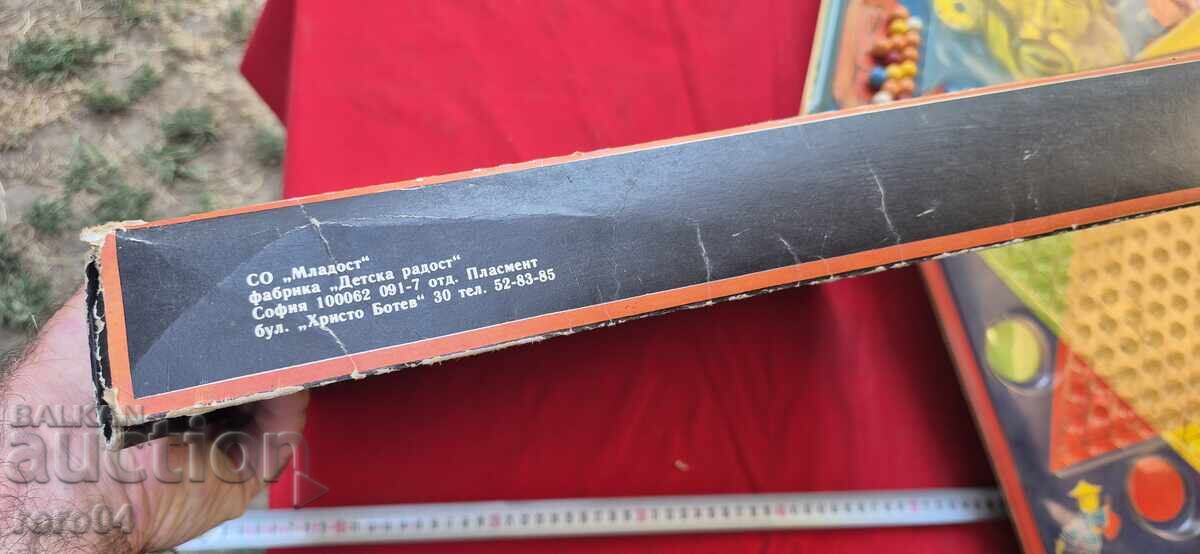 СО „Младост“
фабрика „Детска радост“
София 100062 091-7 отд. Пласмент
бул. „Христо Ботев“ 30 тел. 52-83-85
BALKAN
auction
rero04